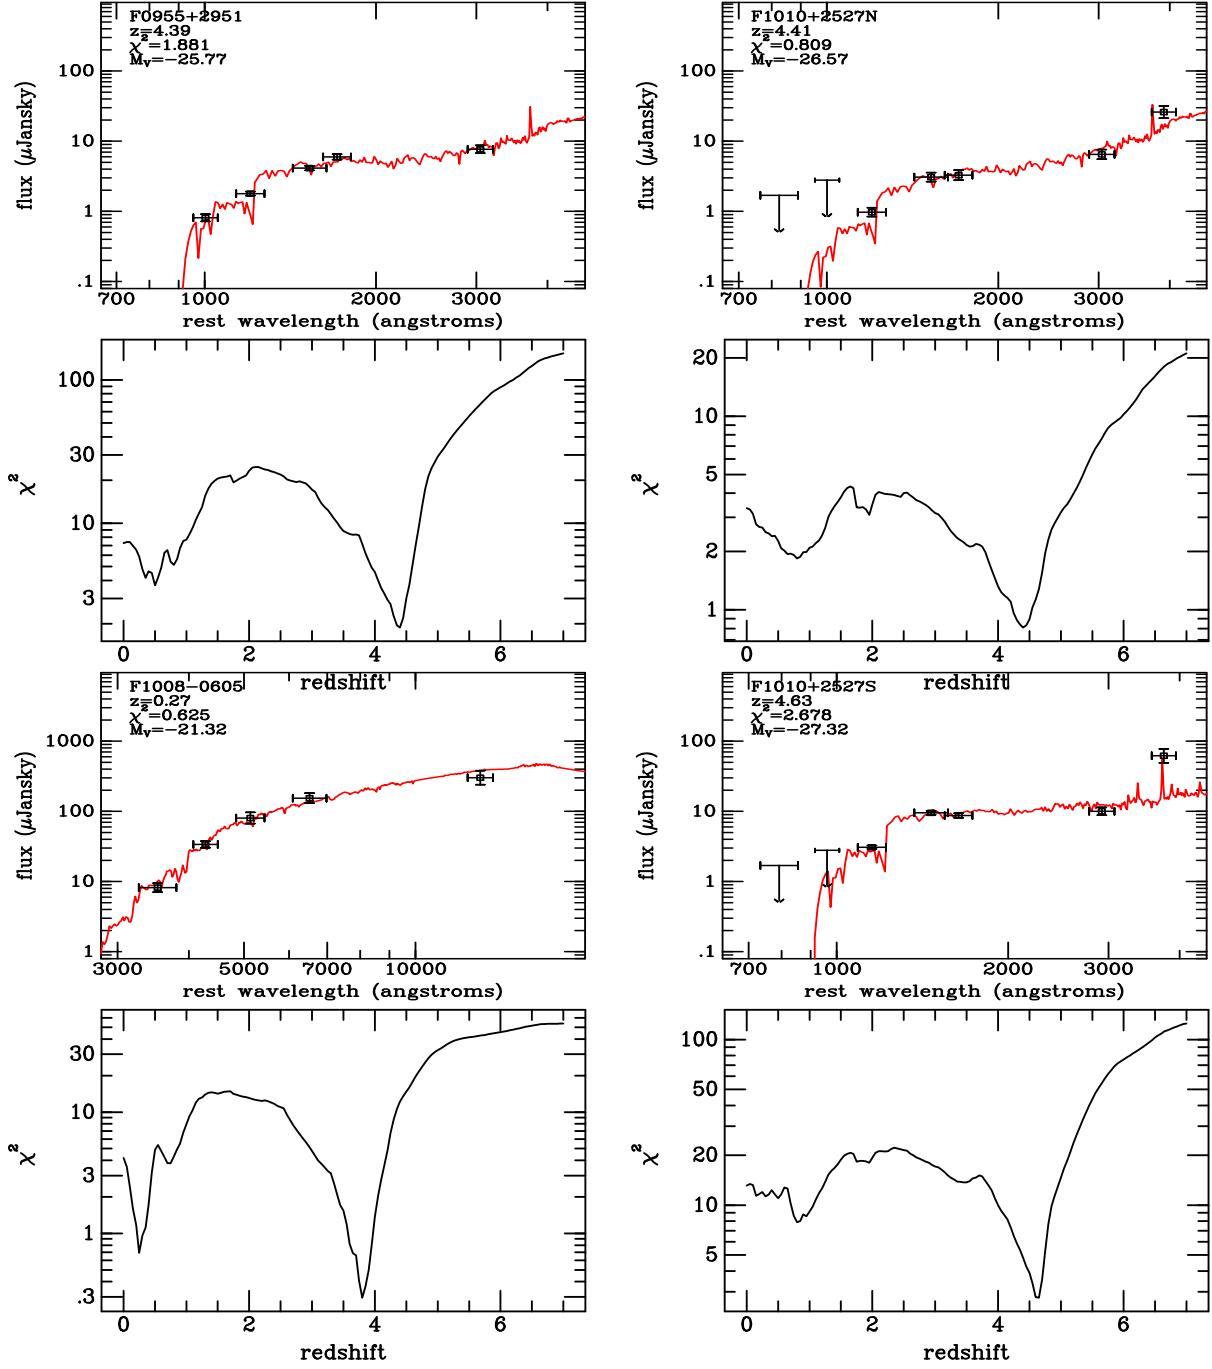 F0955+2951
z=4.39
χ²=1.881
Mᵥ=−25.77
100
10
1
.1
flux (μJansky)
700 1000 2000 3000
rest wavelength (angstroms)
F1010+2527N
z=4.41
χ²=0.809
Mᵥ=−26.57
100
10
1
.1
flux (μJansky)
700 1000 2000 3000
rest wavelength (angstroms)
100
30
10
3
χ²
0 2 4 6
redshift
20
10
5
2
1
χ²
0 2 4 6
redshift
F1008−0605
z=0.27
χ²=0.625
Mᵥ=−21.32
1000
100
10
1
flux (μJansky)
3000 5000 7000 10000
rest wavelength (angstroms)
F1010+2527S
z=4.63
χ²=2.678
Mᵥ=−27.32
100
10
1
.1
flux (μJansky)
700 1000 2000 3000
rest wavelength (angstroms)
30
10
3
1
.3
χ²
0 2 4 6
redshift
100
50
20
10
5
χ²
0 2 4 6
redshift